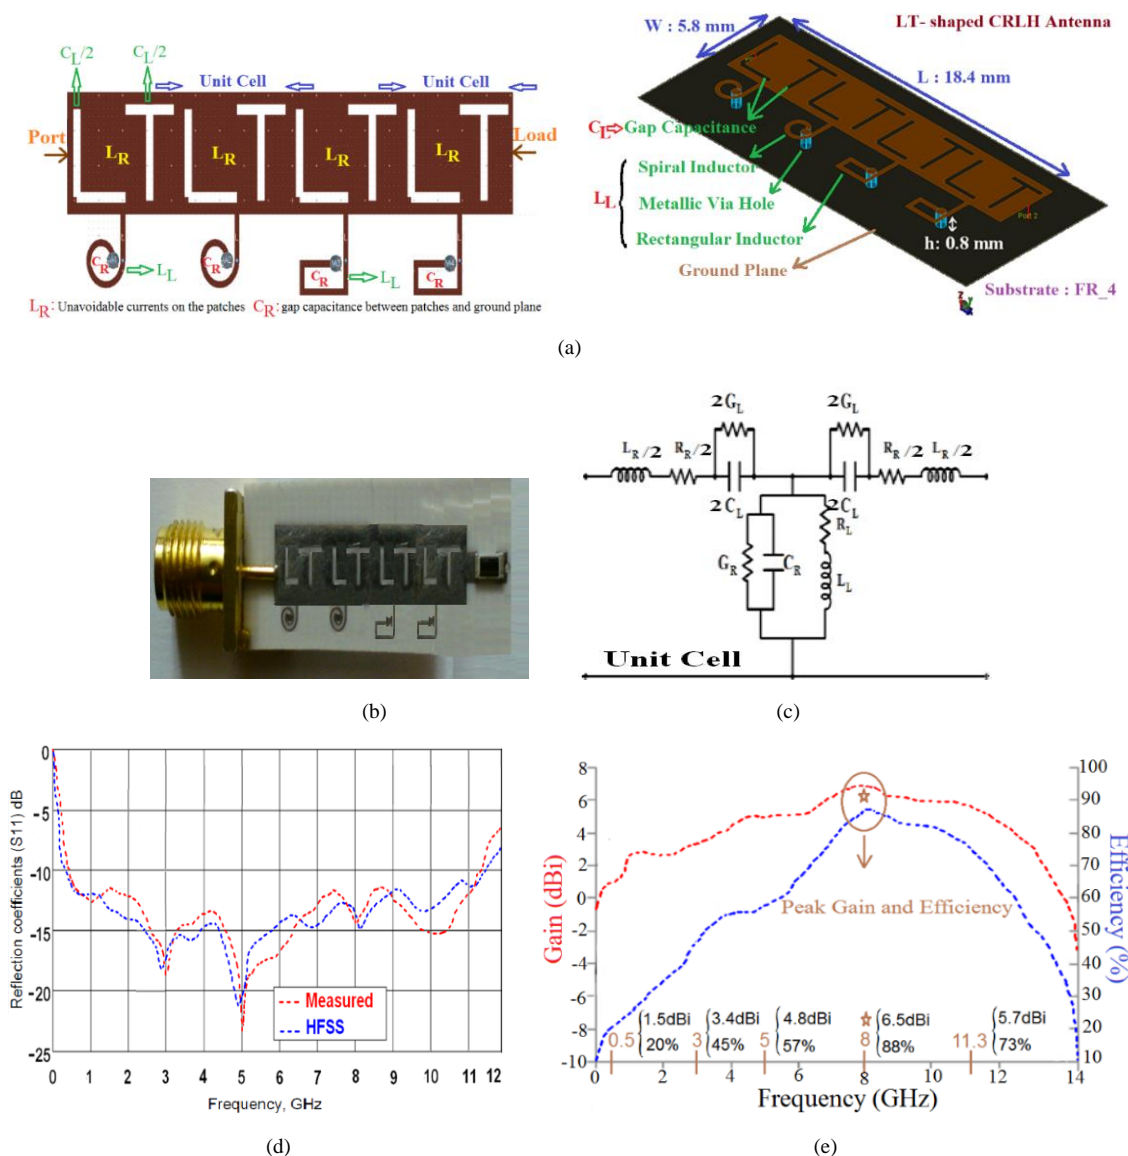 C_L/2
C_L/2
Unit Cell
Unit Cell
Port
L_R
L_R
L_R
L_R
Load
C_R
C_R
C_R
C_R
L_L
L_L
L_R: Unavoidable currents on the patches
C_R: gap capacitance between patches and ground plane
LT- shaped CRLH Antenna
W : 5.8 mm
L : 18.4 mm
LTLTLTLT
C_L⇨Gap Capacitance
Spiral Inductor
L_L
Metallic Via Hole
Rectangular Inductor
Ground Plane
Port 2
h: 0.8 mm
Substrate : FR_4
(a)
LT LT LT LT
(b)
2G_L
2G_L
L_R/2
R_R/2
R_R/2
L_R/2
2C_L
2C_L
R_L
G_R
C_R
L_L
Unit Cell
(c)
Reflection coefficients (S11) dB
0
−5
−10
−15
−20
−25
Measured
HFSS
0 1 2 3 4 5 6 7 8 9 10 11 12
Frequency, GHz
(d)
Gain (dBi)
8
6
4
2
0
-2
-4
-6
-8
-10
100
90
80
70
60
50
40
30
20
10
Efficiency (%)
Peak Gain and Efficiency
0.5 {1.5dBi 20%
3 {3.4dBi 45%
5 {4.8dBi 57%
8 {6.5dBi 88%
11.3 {5.7dBi 73%
0 2 4 6 8 10 12 14
Frequency (GHz)
(e)